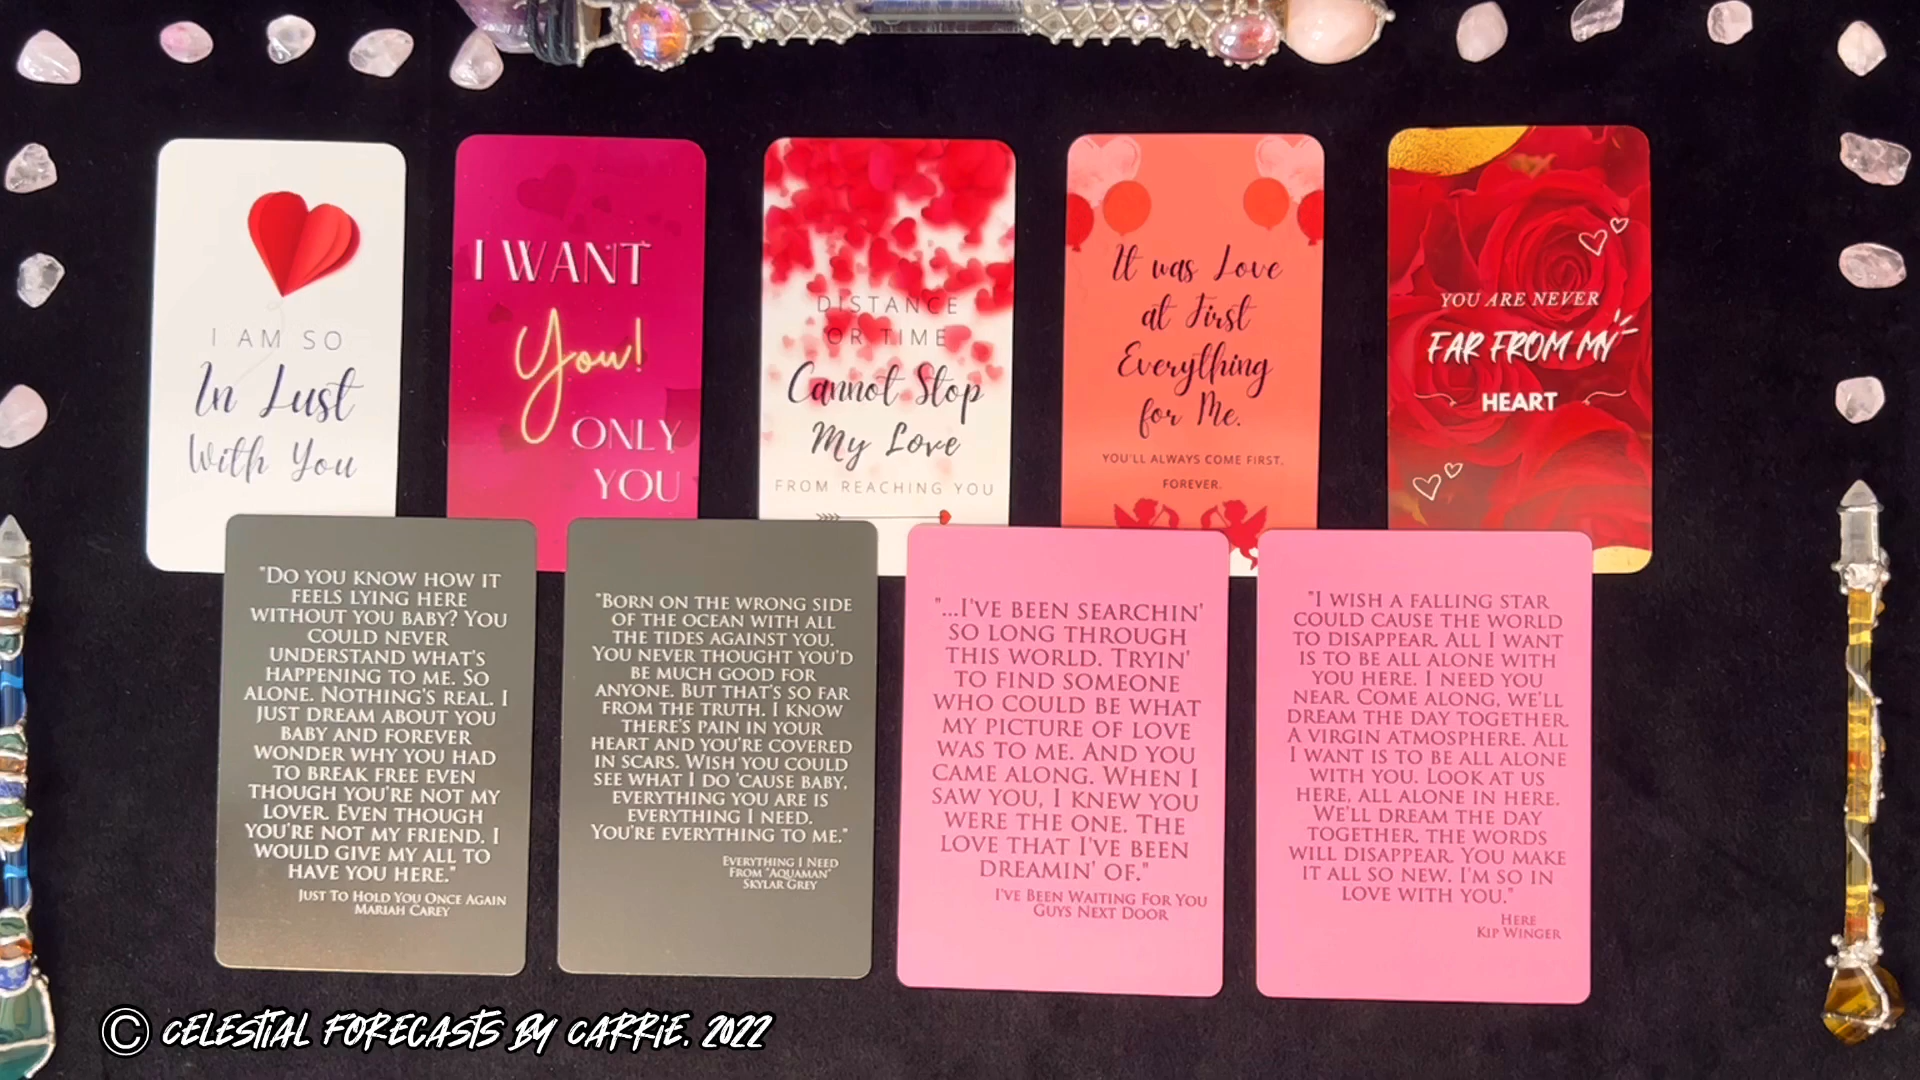 I AM SO
In Lust
With You
I WANT
You!
ONLY
YOU
DISTANCE
OR TIME
Cannot Stop
My Love
FROM REACHING YOU
It was Love
at First
Everything
for Me.
YOU'LL ALWAYS COME FIRST,
FOREVER.
YOU ARE NEVER
FAR FROM MY
HEART
"DO YOU KNOW HOW IT
FEELS LYING HERE
WITHOUT YOU BABY? YOU
COULD NEVER
UNDERSTAND WHAT'S
HAPPENING TO ME. SO
ALONE. NOTHING'S REAL. I
JUST DREAM ABOUT YOU
BABY AND FOREVER
WONDER WHY YOU HAD
TO BREAK FREE EVEN
THOUGH YOU'RE NOT MY
LOVER. EVEN THOUGH
YOU'RE NOT MY FRIEND. I
WOULD GIVE MY ALL TO
HAVE YOU HERE."
JUST TO HOLD YOU ONCE AGAIN
MARIAH CAREY
"BORN ON THE WRONG SIDE
OF THE OCEAN WITH ALL
THE TIDES AGAINST YOU.
YOU NEVER THOUGHT YOU'D
BE MUCH GOOD FOR
ANYONE. BUT THAT'S SO FAR
FROM THE TRUTH. I KNOW
THERE'S PAIN IN YOUR
HEART AND YOU'RE COVERED
IN SCARS. WISH YOU COULD
SEE WHAT I DO 'CAUSE BABY,
EVERYTHING YOU ARE IS
EVERYTHING I NEED.
YOU'RE EVERYTHING TO ME."
EVERYTHING I NEED
FROM "AQUAMAN"
SKYLAR GREY
"...I'VE BEEN SEARCHIN'
SO LONG THROUGH
THIS WORLD. TRYIN'
TO FIND SOMEONE
WHO COULD BE WHAT
MY PICTURE OF LOVE
WAS TO ME. AND YOU
CAME ALONG. WHEN I
SAW YOU, I KNEW YOU
WERE THE ONE. THE
LOVE THAT I'VE BEEN
DREAMIN' OF."
I'VE BEEN WAITING FOR YOU
GUYS NEXT DOOR
"I WISH A FALLING STAR
COULD CAUSE THE WORLD
TO DISAPPEAR. ALL I WANT
IS TO BE ALL ALONE WITH
YOU HERE. I NEED YOU
NEAR. COME ALONG, WE'LL
DREAM THE DAY TOGETHER.
A VIRGIN ATMOSPHERE. ALL
I WANT IS TO BE ALL ALONE
WITH YOU. LOOK AT US
HERE, ALL ALONE IN HERE.
WE'LL DREAM THE DAY
TOGETHER, THE WORDS
WILL DISAPPEAR. YOU MAKE
IT ALL SO NEW. I'M SO IN
LOVE WITH YOU."
HERE
KIP WINGER
© CELESTIAL FORECASTS BY CARRIE. 2022